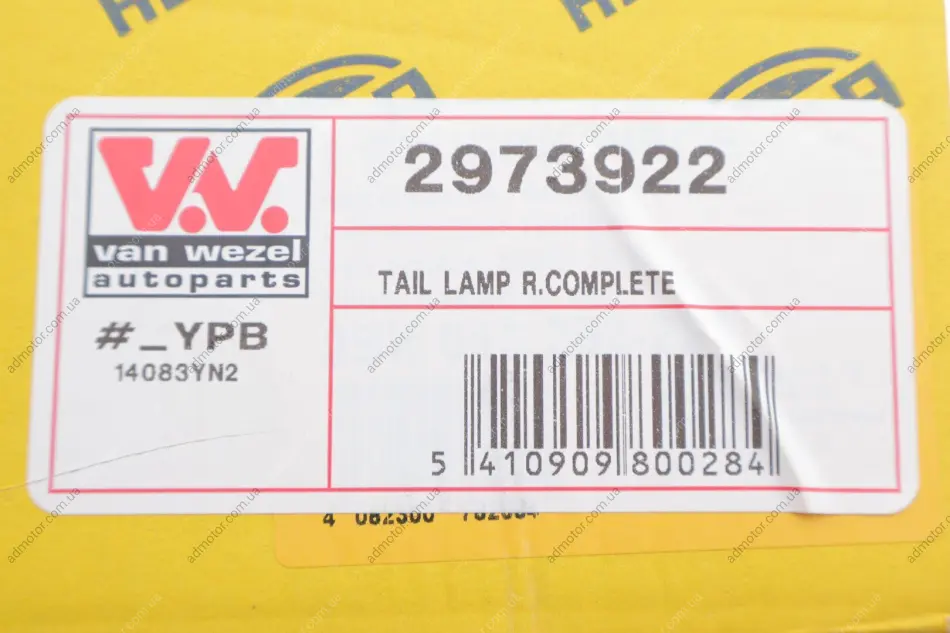 van wezel
autoparts
#_YPB
14083YN2
2973922
TAIL LAMP R.COMPLETE
5 410909 800284
admotor.com.ua